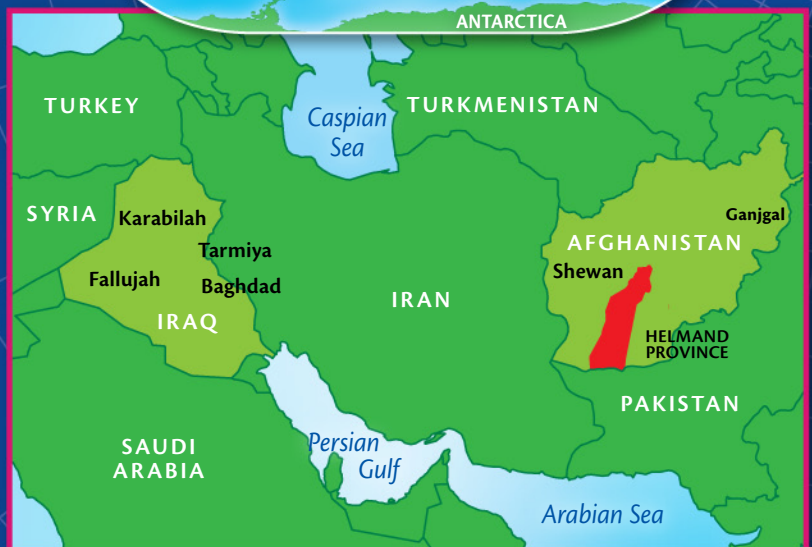 ANTARCTICA
TURKEY
Caspian
Sea
TURKMENISTAN
SYRIA
Karabilah
Tarmiya
Fallujah
Baghdad
IRAQ
IRAN
Ganjgal
AFGHANISTAN
Shewan
HELMAND
PROVINCE
PAKISTAN
SAUDI
ARABIA
Persian
Gulf
Arabian Sea